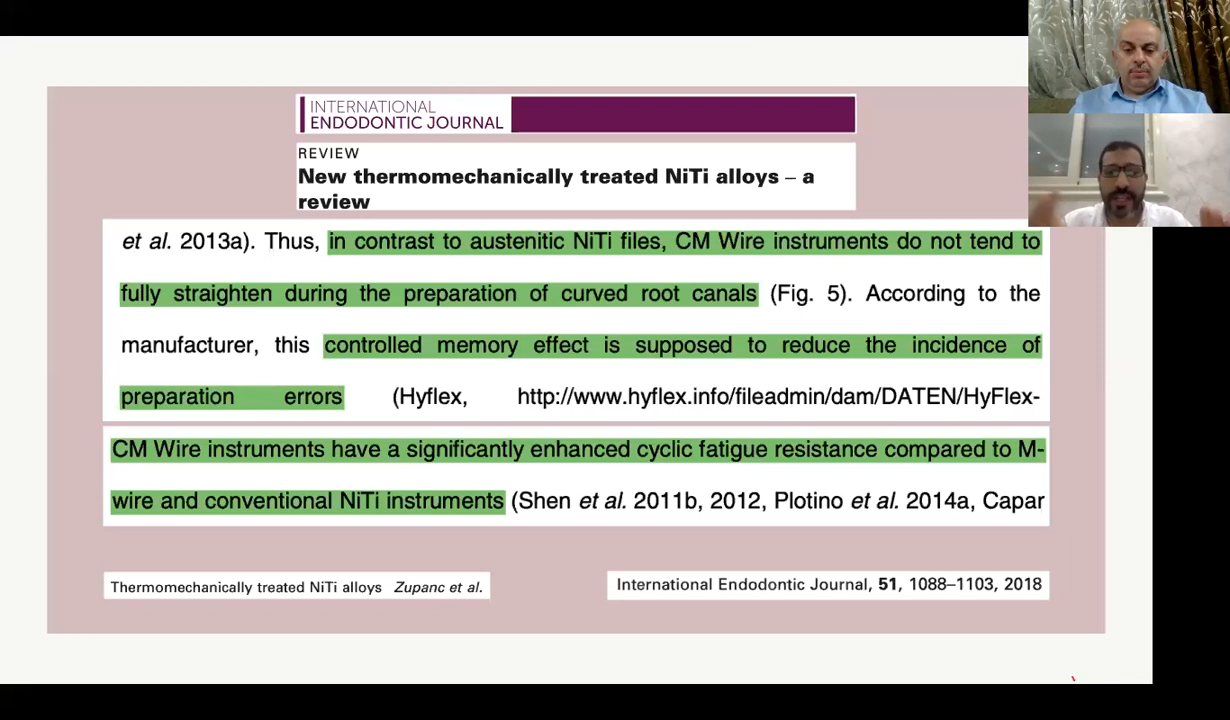 INTERNATIONAL
ENDODONTIC JOURNAL
REVIEW
New thermomechanically treated NiTi alloys – a
review
et al. 2013a). Thus, in contrast to austenitic NiTi files, CM Wire instruments do not tend to
fully straighten during the preparation of curved root canals (Fig. 5). According to the
manufacturer, this controlled memory effect is supposed to reduce the incidence of
preparation errors (Hyflex, http://www.hyflex.info/fileadmin/dam/DATEN/HyFlex-
CM Wire instruments have a significantly enhanced cyclic fatigue resistance compared to M-
wire and conventional NiTi instruments (Shen et al. 2011b, 2012, Plotino et al. 2014a, Capar
Thermomechanically treated NiTi alloys Zupanc et al.
International Endodontic Journal, 51, 1088–1103, 2018